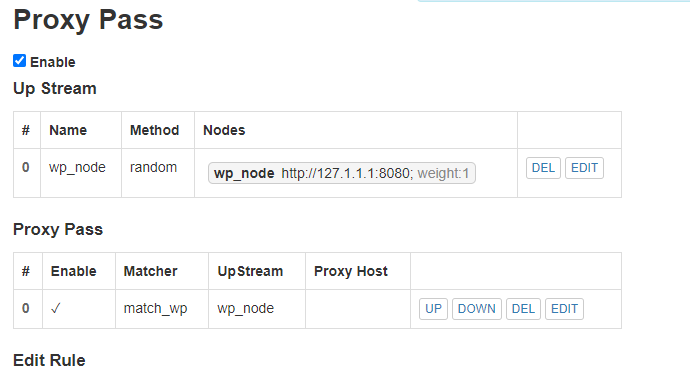 Proxy Pass
Enable
Up Stream
# Name Method Nodes
0 wp_node random wp_node http://127.1.1.1:8080; weight:1 DEL EDIT
Proxy Pass
# Enable Matcher UpStream Proxy Host
0 ✓ match_wp wp_node UP DOWN DEL EDIT
Edit Rule